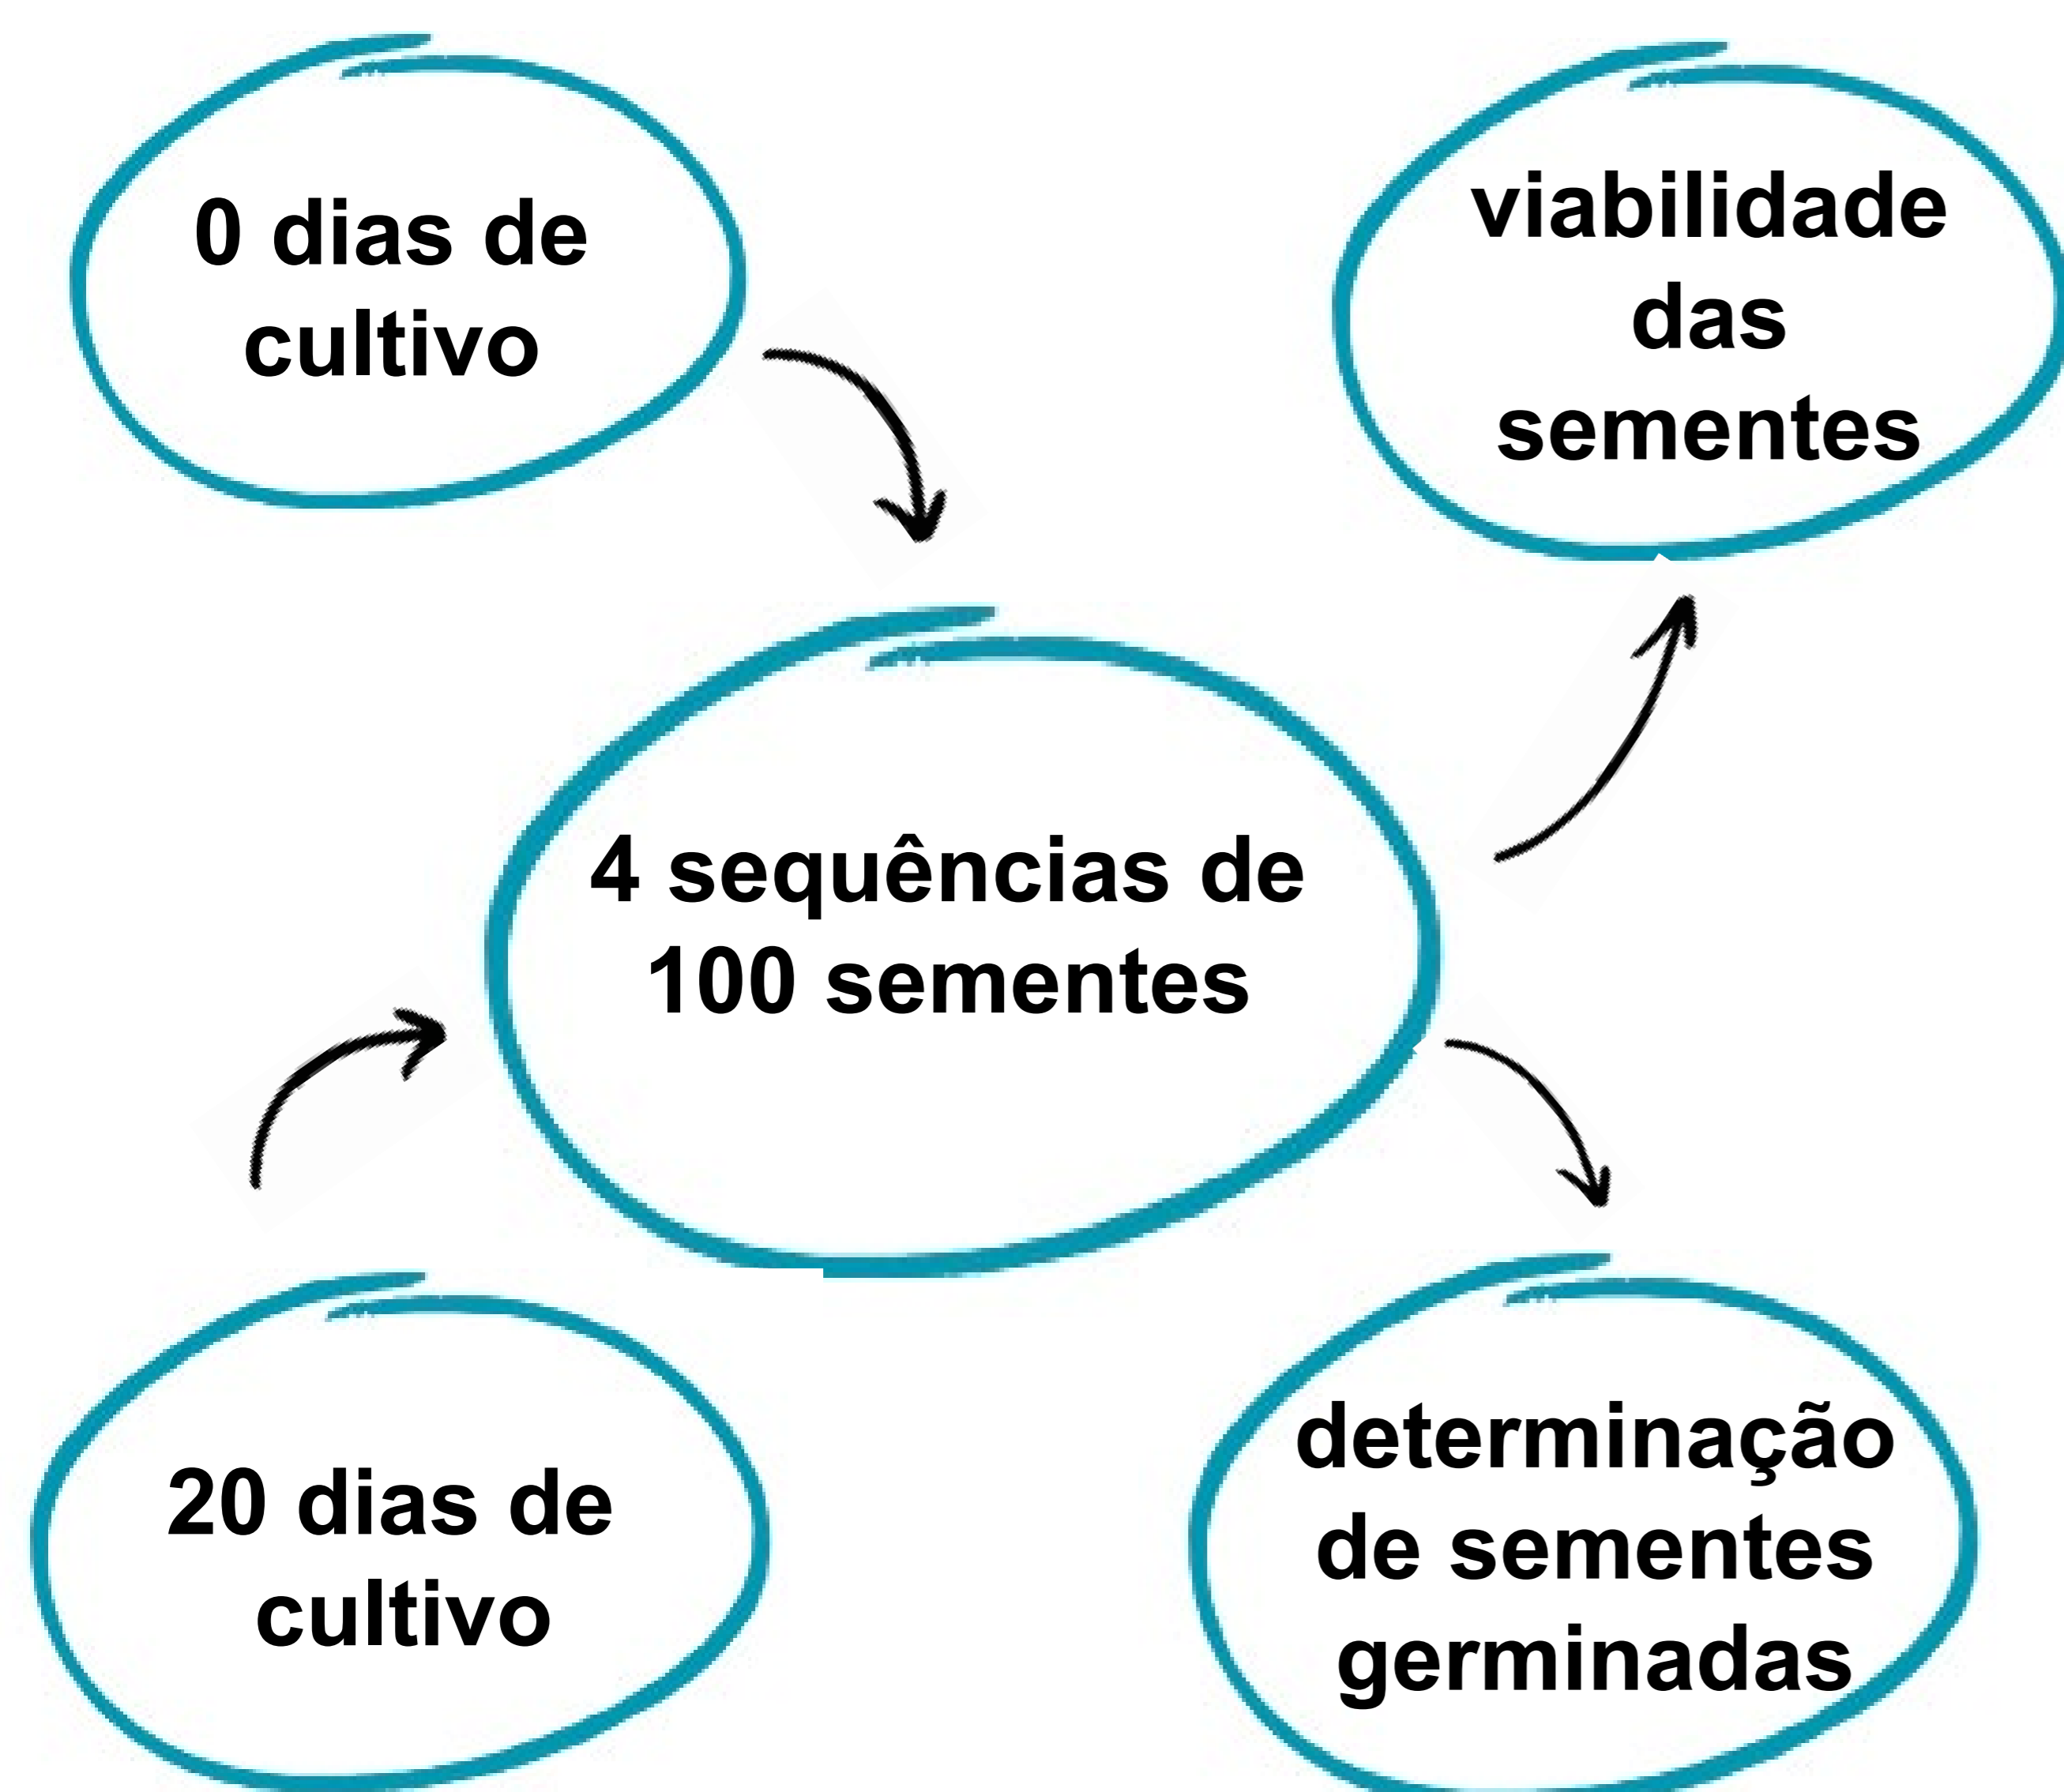 0 dias de
cultivo
viabilidade
das
sementes
4 sequências de
100 sementes
20 dias de
cultivo
determinação
de sementes
germinadas